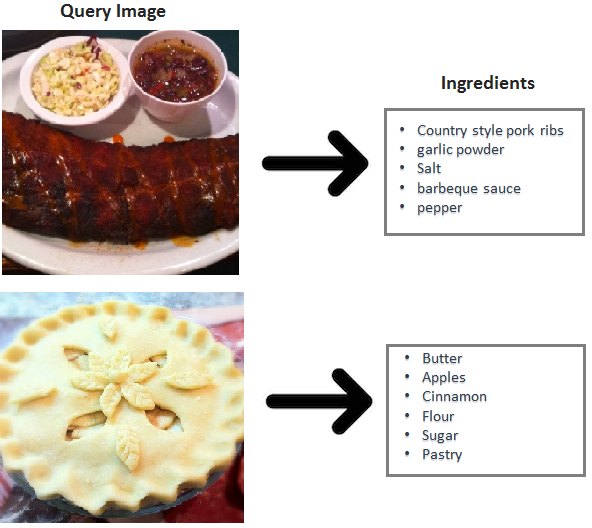 Query Image
Ingredients
• Country style pork ribs
• garlic powder
• Salt
• barbeque sauce
• pepper
• Butter
• Apples
• Cinnamon
• Flour
• Sugar
• Pastry